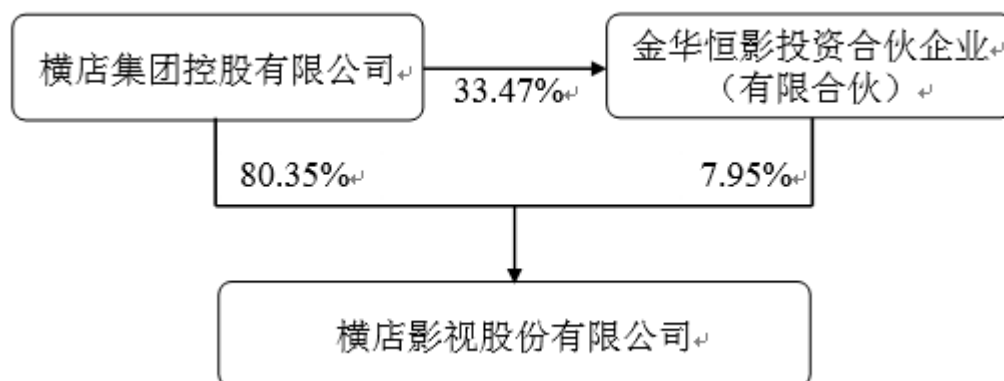 横店集团控股有限公司
金华恒影投资合伙企业
（有限合伙）
33.47%
80.35%
7.95%
横店影视股份有限公司